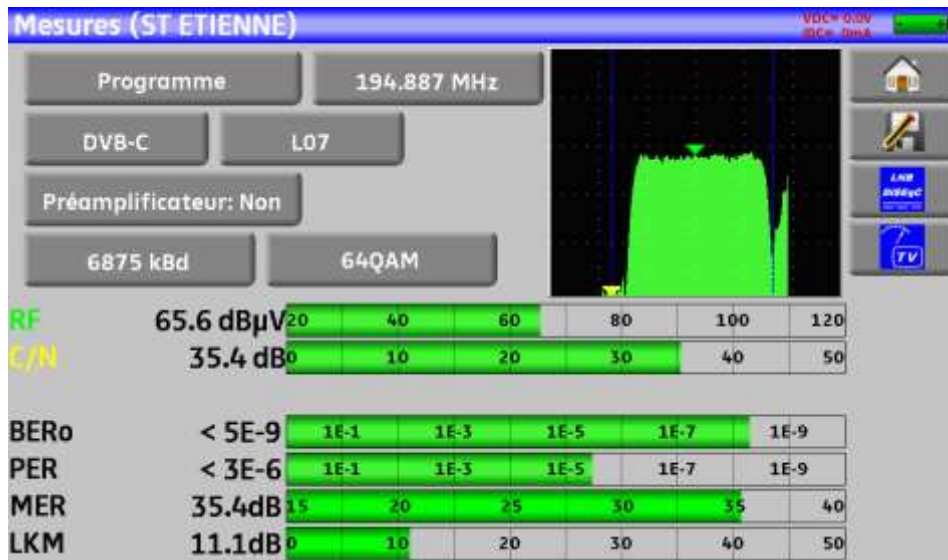 Mesures (ST ETIENNE) VDC= 0.0V
IDC= 0mA
Programme 194.887 MHz
DVB-C L07
Préamplificateur: Non
6875 kBd 64QAM
LNB
DISEqC
TV
RF 65.6 dBµV 20 40 60 80 100 120
C/N 35.4 dB 0 10 20 30 40 50
BERo < 5E-9 1E-1 1E-3 1E-5 1E-7 1E-9
PER < 3E-6 1E-1 1E-3 1E-5 1E-7 1E-9
MER 35.4dB 15 20 25 30 35 40
LKM 11.1dB 0 10 20 30 40 50